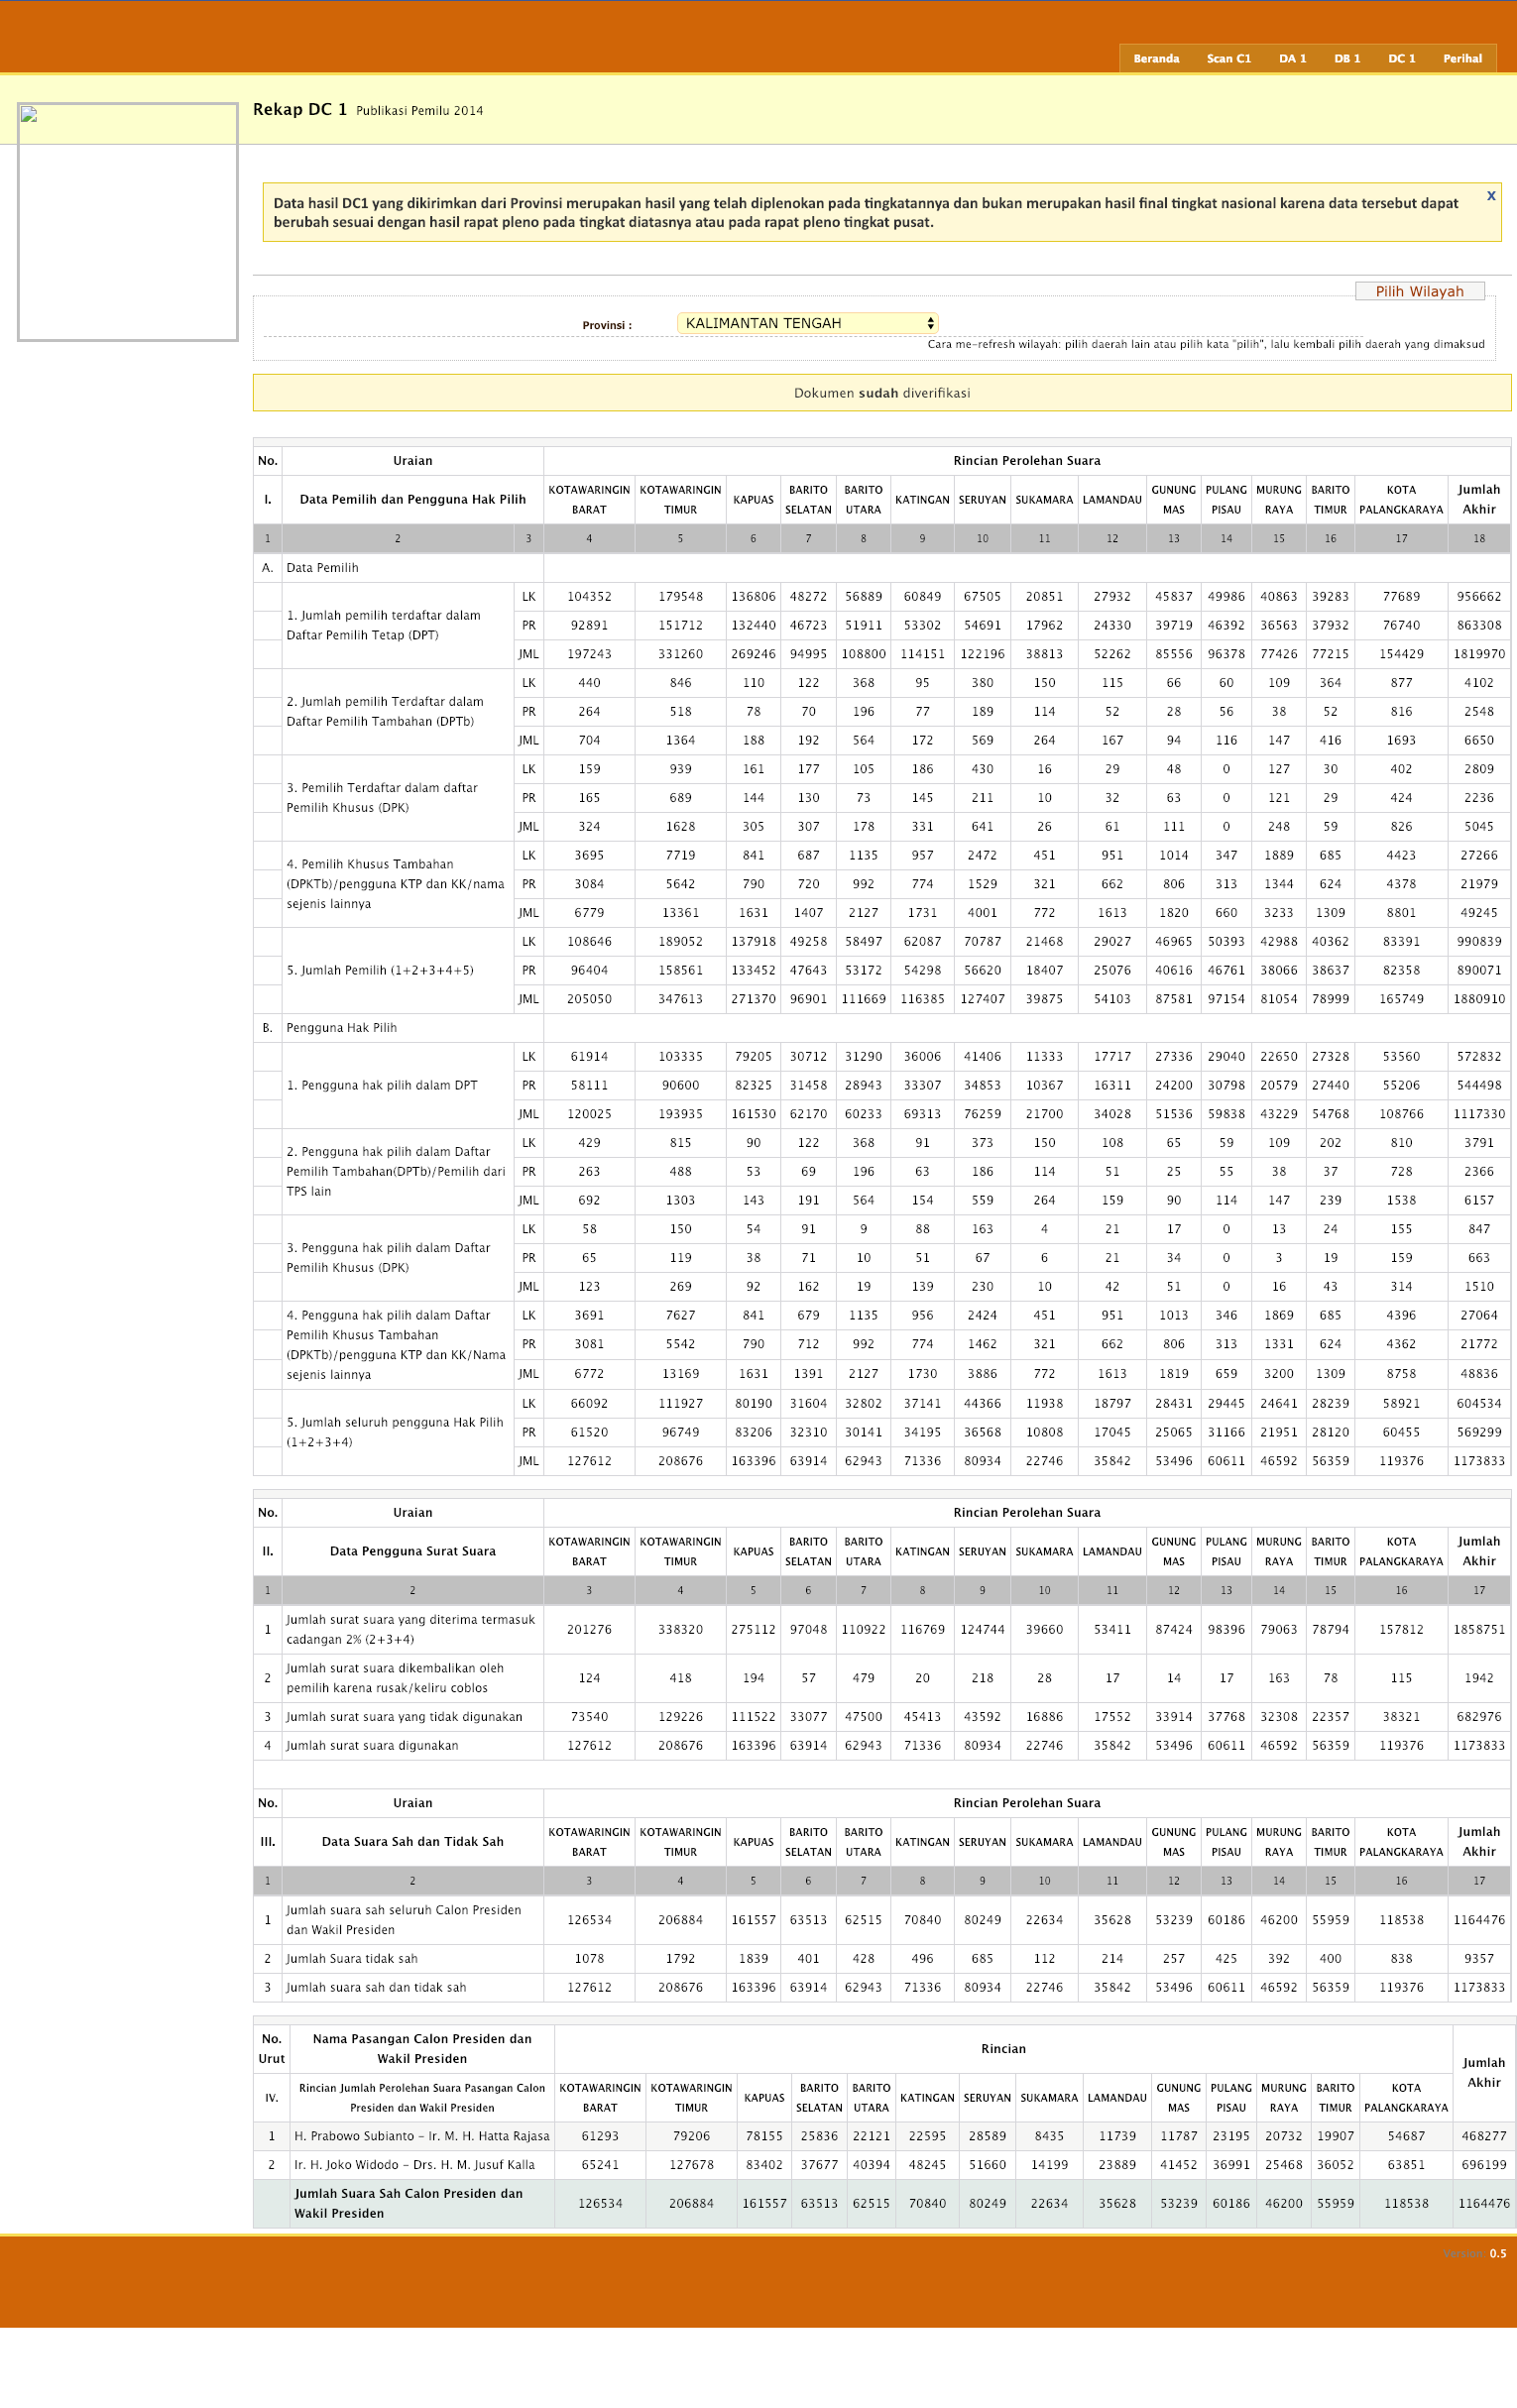 Beranda Scan C1 DA 1 DB 1 DC 1 Perihal
Rekap DC 1 Publikasi Pemilu 2014
Data hasil DC1 yang dikirimkan dari Provinsi merupakan hasil yang telah diplenokan pada tingkatannya dan bukan merupakan hasil final tingkat nasional karena data tersebut dapat
berubah sesuai dengan hasil rapat pleno pada tingkat diatasnya atau pada rapat pleno tingkat pusat.
X
Pilih Wilayah
Provinsi : KALIMANTAN TENGAH
Cara me-refresh wilayah: pilih daerah lain atau pilih kata "pilih", lalu kembali pilih daerah yang dimaksud
Dokumen sudah diverifikasi
No. Uraian Rincian Perolehan Suara
I. Data Pemilih dan Pengguna Hak Pilih KOTAWARINGIN BARAT KOTAWARINGIN TIMUR KAPUAS BARITO SELATAN BARITO UTARA KATINGAN SERUYAN SUKAMARA LAMANDAU GUNUNG MAS PULANG PISAU MURUNG RAYA BARITO TIMUR KOTA PALANGKARAYA Jumlah Akhir
1 2 3 4 5 6 7 8 9 10 11 12 13 14 15 16 17 18
A. Data Pemilih
1. Jumlah pemilih terdaftar dalam
Daftar Pemilih Tetap (DPT)
LK 104352 179548 136806 48272 56889 60849 67505 20851 27932 45837 49986 40863 39283 77689 956662
PR 92891 151712 132440 46723 51911 53302 54691 17962 24330 39719 46392 36563 37932 76740 863308
JML 197243 331260 269246 94995 108800 114151 122196 38813 52262 85556 96378 77426 77215 154429 1819970
2. Jumlah pemilih Terdaftar dalam
Daftar Pemilih Tambahan (DPTb)
LK 440 846 110 122 368 95 380 150 115 66 60 109 364 877 4102
PR 264 518 78 70 196 77 189 114 52 28 56 38 52 816 2548
JML 704 1364 188 192 564 172 569 264 167 94 116 147 416 1693 6650
3. Pemilih Terdaftar dalam daftar
Pemilih Khusus (DPK)
LK 159 939 161 177 105 186 430 16 29 48 0 127 30 402 2809
PR 165 689 144 130 73 145 211 10 32 63 0 121 29 424 2236
JML 324 1628 305 307 178 331 641 26 61 111 0 248 59 826 5045
4. Pemilih Khusus Tambahan
(DPKTb)/pengguna KTP dan KK/nama
sejenis lainnya
LK 3695 7719 841 687 1135 957 2472 451 951 1014 347 1889 685 4423 27266
PR 3084 5642 790 720 992 774 1529 321 662 806 313 1344 624 4378 21979
JML 6779 13361 1631 1407 2127 1731 4001 772 1613 1820 660 3233 1309 8801 49245
5. Jumlah Pemilih (1+2+3+4+5)
LK 108646 189052 137918 49258 58497 62087 70787 21468 29027 46965 50393 42988 40362 83391 990839
PR 96404 158561 133452 47643 53172 54298 56620 18407 25076 40616 46761 38066 38637 82358 890071
JML 205050 347613 271370 96901 111669 116385 127407 39875 54103 87581 97154 81054 78999 165749 1880910
B. Pengguna Hak Pilih
1. Pengguna hak pilih dalam DPT
LK 61914 103335 79205 30712 31290 36006 41406 11333 17717 27336 29040 22650 27328 53560 572832
PR 58111 90600 82325 31458 28943 33307 34853 10367 16311 24200 30798 20579 27440 55206 544498
JML 120025 193935 161530 62170 60233 69313 76259 21700 34028 51536 59838 43229 54768 108766 1117330
2. Pengguna hak pilih dalam Daftar
Pemilih Tambahan(DPTb)/Pemilih dari
TPS lain
LK 429 815 90 122 368 91 373 150 108 65 59 109 202 810 3791
PR 263 488 53 69 196 63 186 114 51 25 55 38 37 728 2366
JML 692 1303 143 191 564 154 559 264 159 90 114 147 239 1538 6157
3. Pengguna hak pilih dalam Daftar
Pemilih Khusus (DPK)
LK 58 150 54 91 9 88 163 4 21 17 0 13 24 155 847
PR 65 119 38 71 10 51 67 6 21 34 0 3 19 159 663
JML 123 269 92 162 19 139 230 10 42 51 0 16 43 314 1510
4. Pengguna hak pilih dalam Daftar
Pemilih Khusus Tambahan
(DPKTb)/pengguna KTP dan KK/Nama
sejenis lainnya
LK 3691 7627 841 679 1135 956 2424 451 951 1013 346 1869 685 4396 27064
PR 3081 5542 790 712 992 774 1462 321 662 806 313 1331 624 4362 21772
JML 6772 13169 1631 1391 2127 1730 3886 772 1613 1819 659 3200 1309 8758 48836
5. Jumlah seluruh pengguna Hak Pilih
(1+2+3+4)
LK 66092 111927 80190 31604 32802 37141 44366 11938 18797 28431 29445 24641 28239 58921 604534
PR 61520 96749 83206 32310 30141 34195 36568 10808 17045 25065 31166 21951 28120 60455 569299
JML 127612 208676 163396 63914 62943 71336 80934 22746 35842 53496 60611 46592 56359 119376 1173833
No. Uraian Rincian Perolehan Suara
II. Data Pengguna Surat Suara KOTAWARINGIN BARAT KOTAWARINGIN TIMUR KAPUAS BARITO SELATAN BARITO UTARA KATINGAN SERUYAN SUKAMARA LAMANDAU GUNUNG MAS PULANG PISAU MURUNG RAYA BARITO TIMUR KOTA PALANGKARAYA Jumlah Akhir
1 2 3 4 5 6 7 8 9 10 11 12 13 14 15 16 17
1 Jumlah surat suara yang diterima termasuk cadangan 2% (2+3+4) 201276 338320 275112 97048 110922 116769 124744 39660 53411 87424 98396 79063 78794 157812 1858751
2 Jumlah surat suara dikembalikan oleh pemilih karena rusak/keliru coblos 124 418 194 57 479 20 218 28 17 14 17 163 78 115 1942
3 Jumlah surat suara yang tidak digunakan 73540 129226 111522 33077 47500 45413 43592 16886 17552 33914 37768 32308 22357 38321 682976
4 Jumlah surat suara digunakan 127612 208676 163396 63914 62943 71336 80934 22746 35842 53496 60611 46592 56359 119376 1173833
No. Uraian Rincian Perolehan Suara
III. Data Suara Sah dan Tidak Sah KOTAWARINGIN BARAT KOTAWARINGIN TIMUR KAPUAS BARITO SELATAN BARITO UTARA KATINGAN SERUYAN SUKAMARA LAMANDAU GUNUNG MAS PULANG PISAU MURUNG RAYA BARITO TIMUR KOTA PALANGKARAYA Jumlah Akhir
1 2 3 4 5 6 7 8 9 10 11 12 13 14 15 16 17
1 Jumlah suara sah seluruh Calon Presiden dan Wakil Presiden 126534 206884 161557 63513 62515 70840 80249 22634 35628 53239 60186 46200 55959 118538 1164476
2 Jumlah Suara tidak sah 1078 1792 1839 401 428 496 685 112 214 257 425 392 400 838 9357
3 Jumlah suara sah dan tidak sah 127612 208676 163396 63914 62943 71336 80934 22746 35842 53496 60611 46592 56359 119376 1173833
No. Urut Nama Pasangan Calon Presiden dan Wakil Presiden Rincian Jumlah Akhir
IV. Rincian Jumlah Perolehan Suara Pasangan Calon Presiden dan Wakil Presiden KOTAWARINGIN BARAT KOTAWARINGIN TIMUR KAPUAS BARITO SELATAN BARITO UTARA KATINGAN SERUYAN SUKAMARA LAMANDAU GUNUNG MAS PULANG PISAU MURUNG RAYA BARITO TIMUR KOTA PALANGKARAYA
1 H. Prabowo Subianto - Ir. M. H. Hatta Rajasa 61293 79206 78155 25836 22121 22595 28589 8435 11739 11787 23195 20732 19907 54687 468277
2 Ir. H. Joko Widodo - Drs. H. M. Jusuf Kalla 65241 127678 83402 37677 40394 48245 51660 14199 23889 41452 36991 25468 36052 63851 696199
Jumlah Suara Sah Calon Presiden dan Wakil Presiden 126534 206884 161557 63513 62515 70840 80249 22634 35628 53239 60186 46200 55959 118538 1164476
0.5